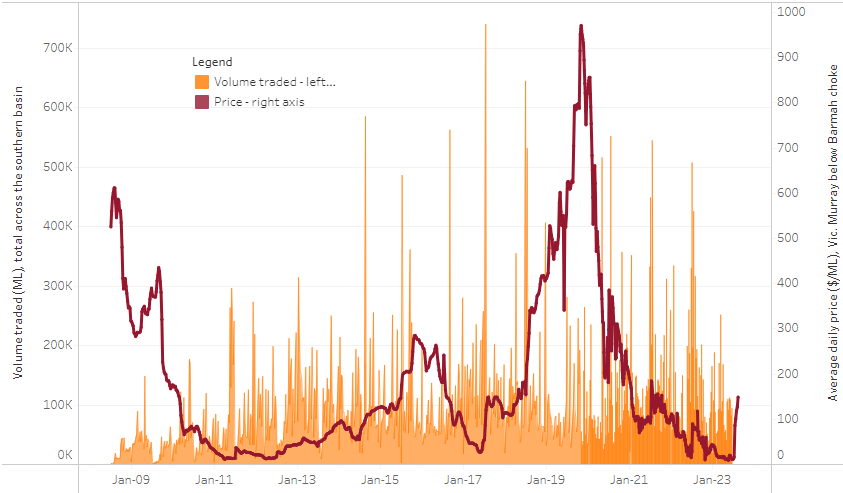 Volume traded (ML), total across the southern basin
700K
600K
500K
400K
300K
200K
100K
0K
Legend
Volume traded - left...
Price - right axis
1000
900
800
700
600
500
400
300
200
100
0
Average daily price ($/ML), Vic. Murray below Barmah choke
Jan-09
Jan-11
Jan-13
Jan-15
Jan-17
Jan-19
Jan-21
Jan-23